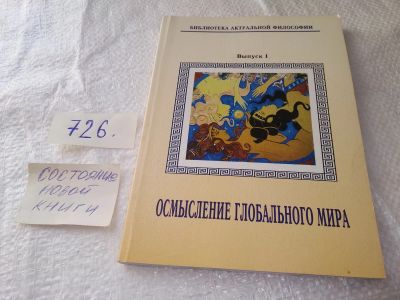 БИБЛИОТЕКА АКТУАЛЬНОЙ ФИЛОСОФИИ
Выпуск 1
ОСМЫСЛЕНИЕ ГЛОБАЛЬНОГО МИРА
726.
СОСТОЯНИЕ
НОВОЙ
КНИГИ